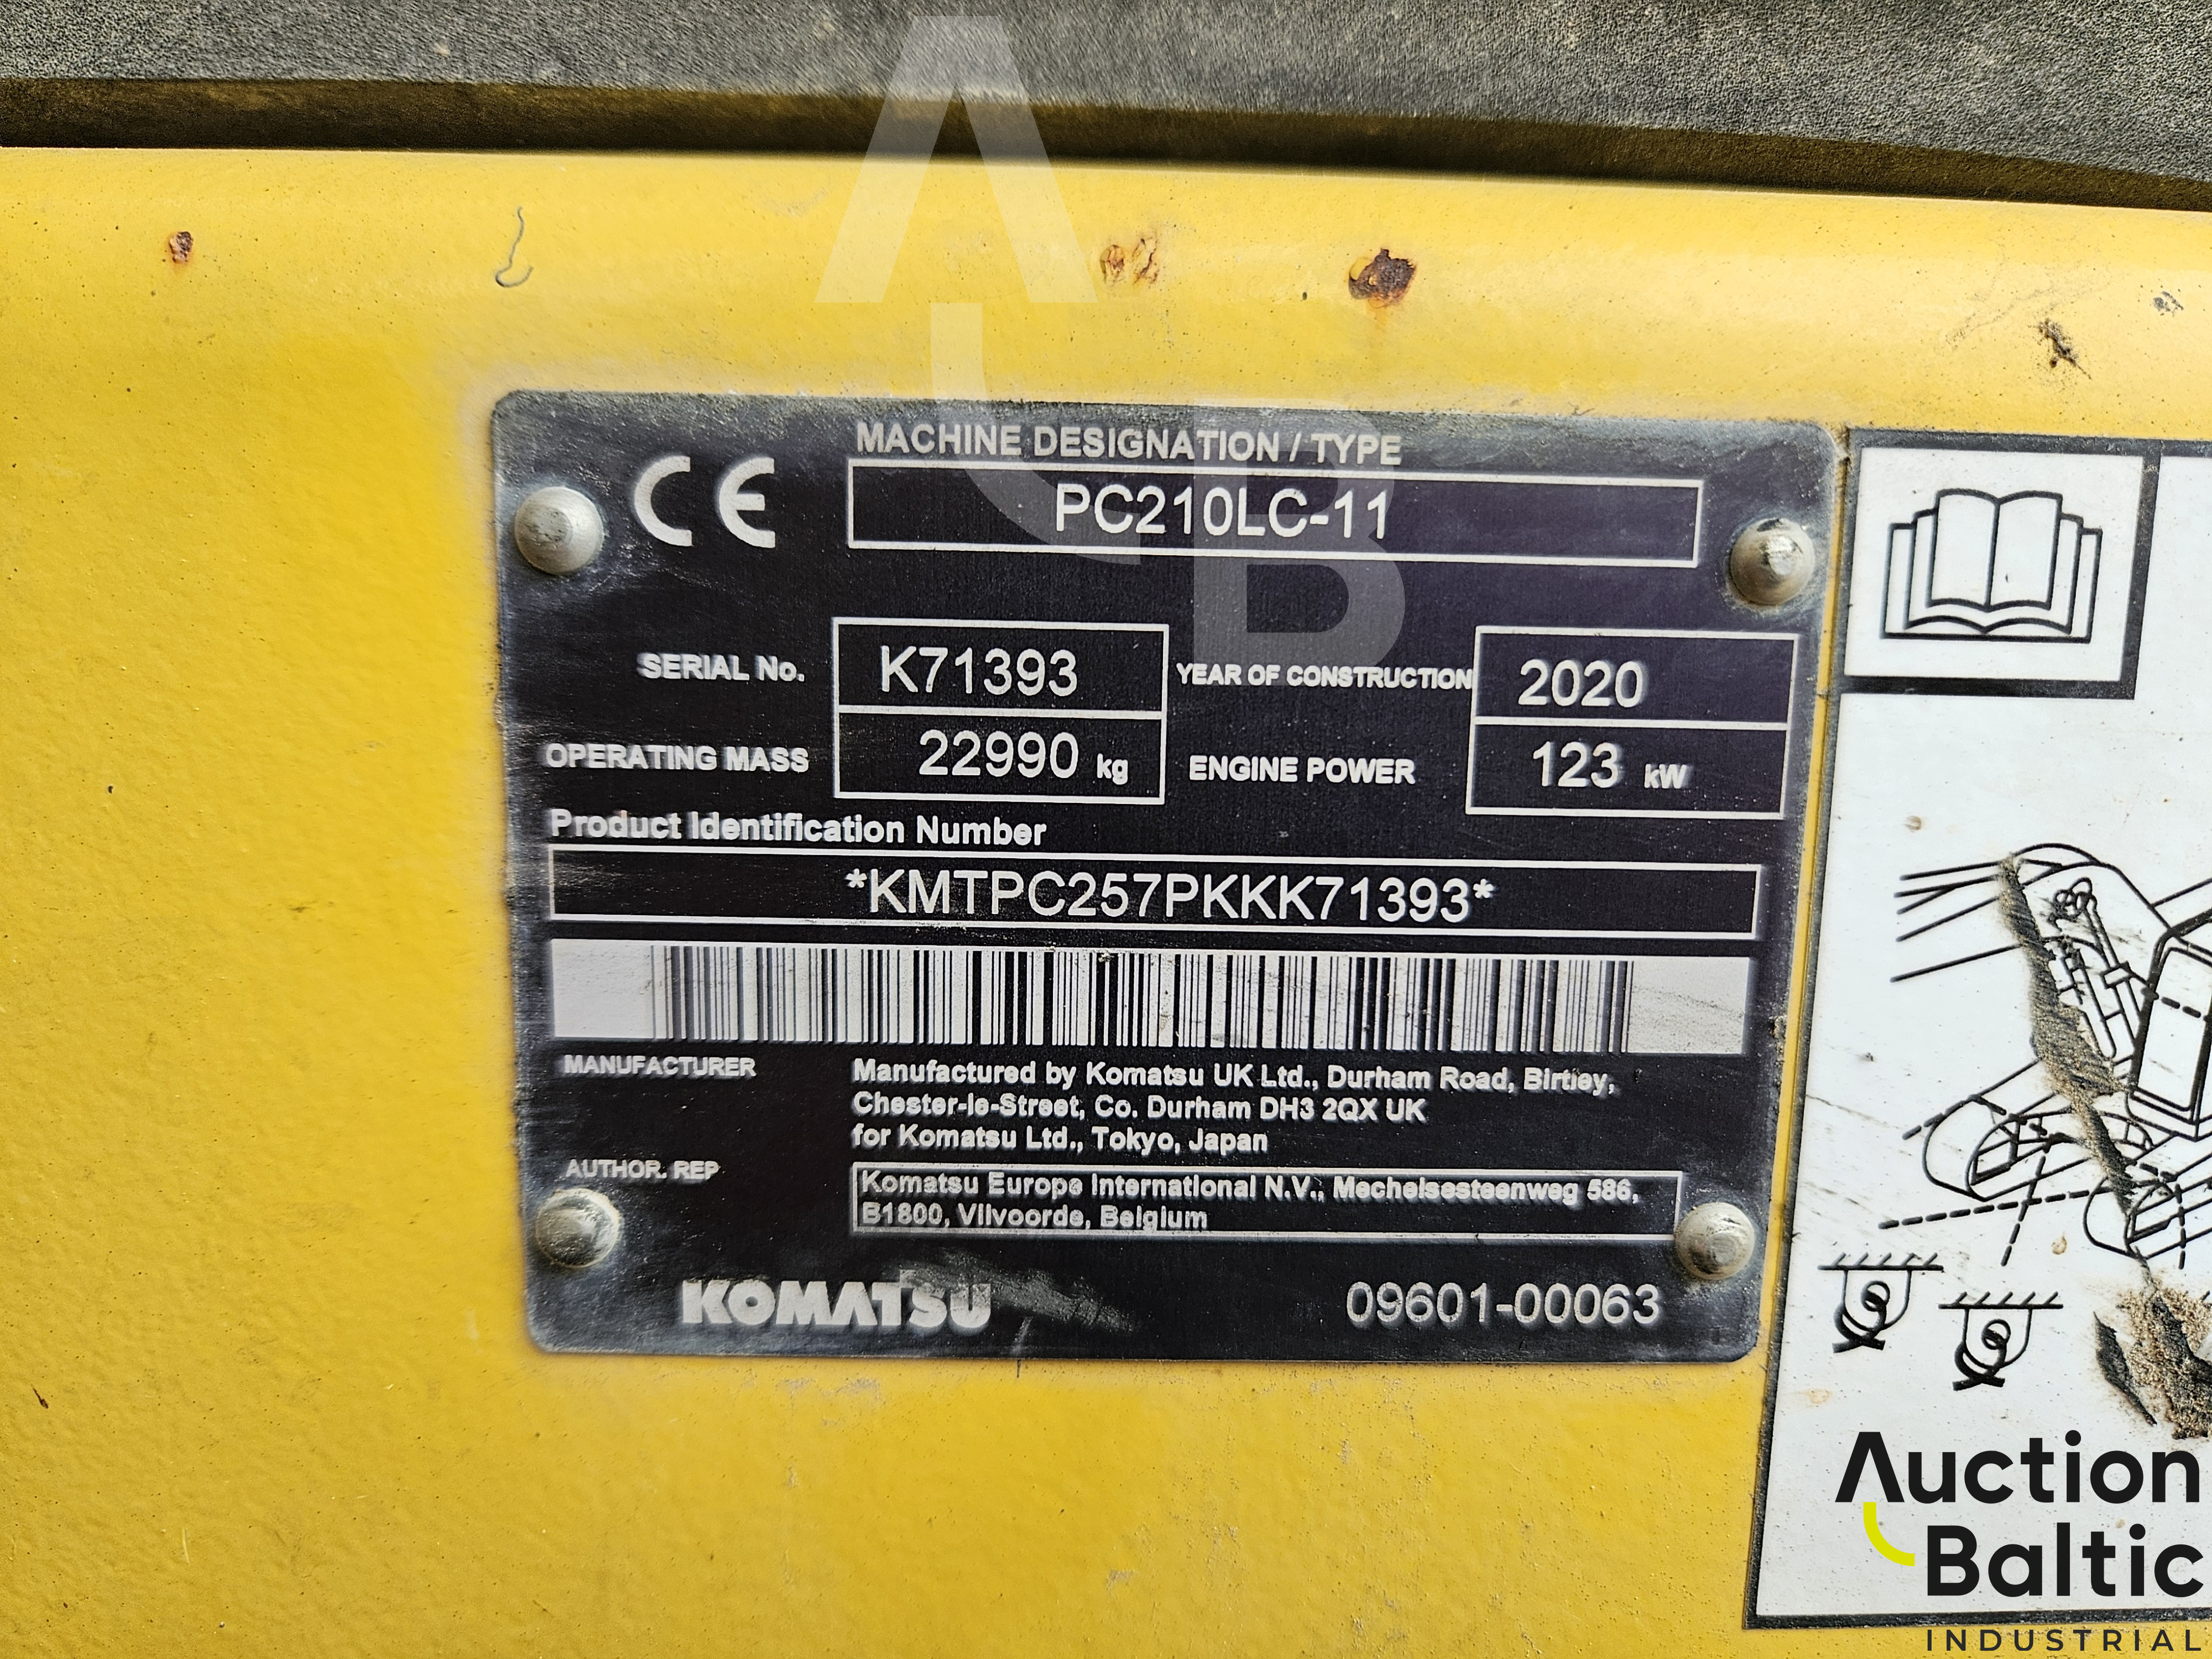 MACHINE DESIGNATION / TYPE
CE
PC210LC-11
SERIAL No.
K71393
YEAR OF CONSTRUCTION
2020
OPERATING MASS
22990 kg
ENGINE POWER
123 kW
Product Identification Number
*KMTPC257PKKK71393*
MANUFACTURER
Manufactured by Komatsu UK Ltd., Durham Road, Birtley,
Chester-le-Street, Co. Durham DH3 2QX UK
for Komatsu Ltd., Tokyo, Japan
AUTHOR. REP
Komatsu Europe International N.V., Mechelsesteenweg 586,
B1800, Vilvoorde, Belgium
KOMATSU
09601-00063
Auction
Baltic
INDUSTRIAL
A
B